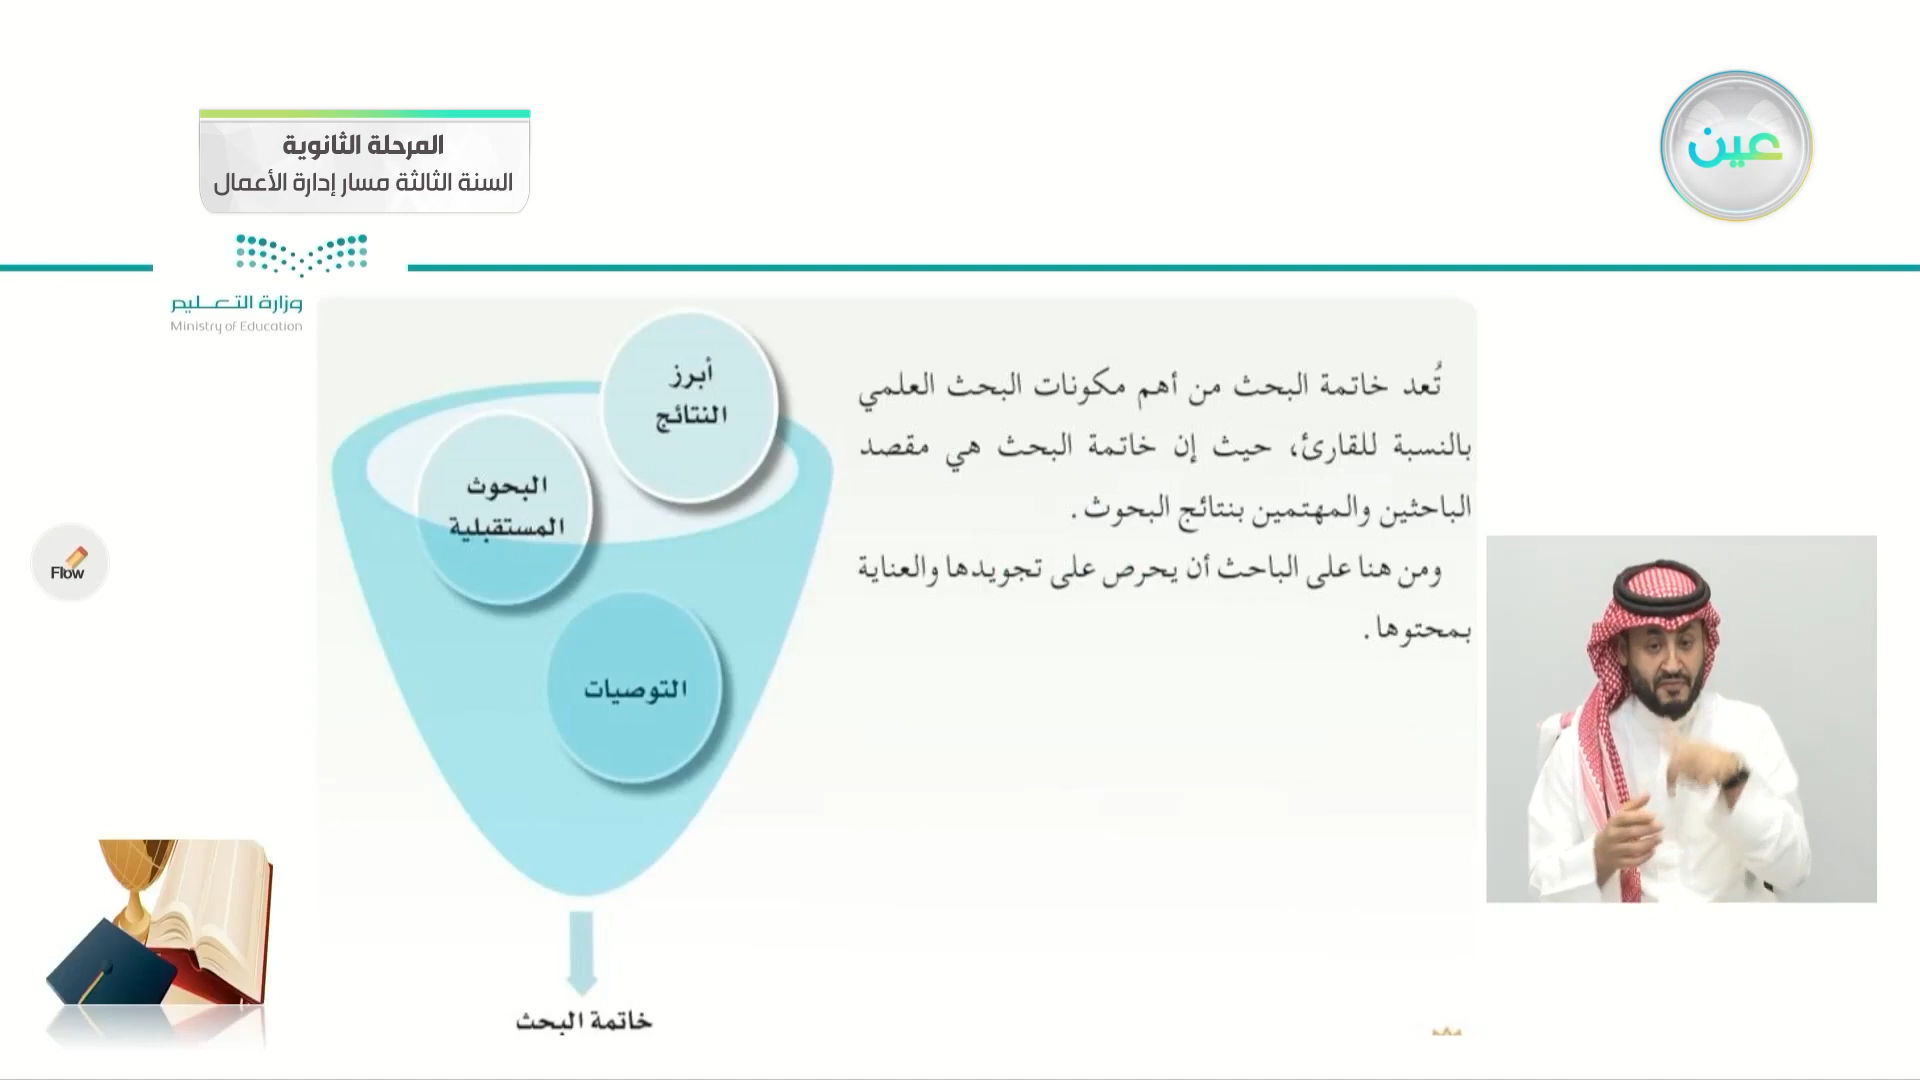 المرحلة الثانوية
السنة الثالثة مسار إدارة الأعمال
عين
وزارة التعليم
Ministry of Education
تُعد خاتمة البحث من أهم مكونات البحث العلمي
بالنسبة للقارئ، حيث إن خاتمة البحث هي مقصد
الباحثين والمهتمين بنتائج البحوث.
ومن هنا على الباحث أن يحرص على تجويدها والعناية
بمحتوها.
أبرز
النتائج
البحوث
المستقبلية
التوصيات
خاتمة البحث
Flow